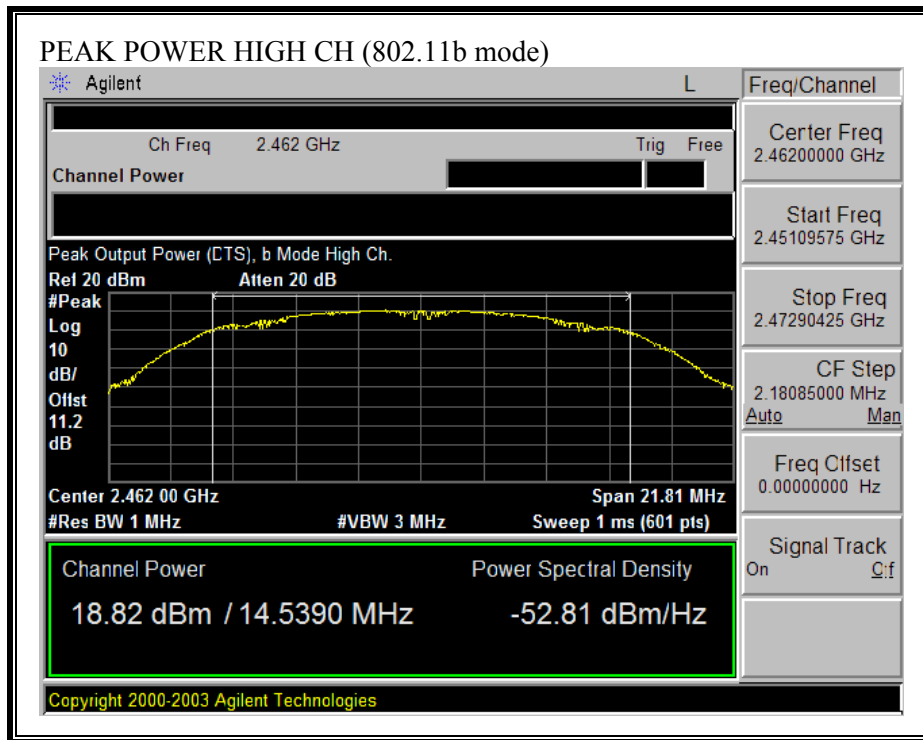 PEAK POWER HIGH CH (802.11b mode)
Agilent L Freq/Channel
Ch Freq 2.462 GHz Trig Free
Channel Power
Center Freq
2.46200000 GHz
Start Freq
2.45109575 GHz
Stop Freq
2.47290425 GHz
CF Step
2.18085000 MHz
Auto Man
Freq Offset
0.00000000 Hz
Signal Track
On Off
Peak Output Power (DTS), b Mode High Ch.
Ref 20 dBm Atten 20 dB
#Peak
Log
10
dB/
Offst
11.2
dB
Center 2.462 00 GHz Span 21.81 MHz
#Res BW 1 MHz #VBW 3 MHz Sweep 1 ms (601 pts)
Channel Power Power Spectral Density
18.82 dBm / 14.5390 MHz -52.81 dBm/Hz
Copyright 2000-2003 Agilent Technologies